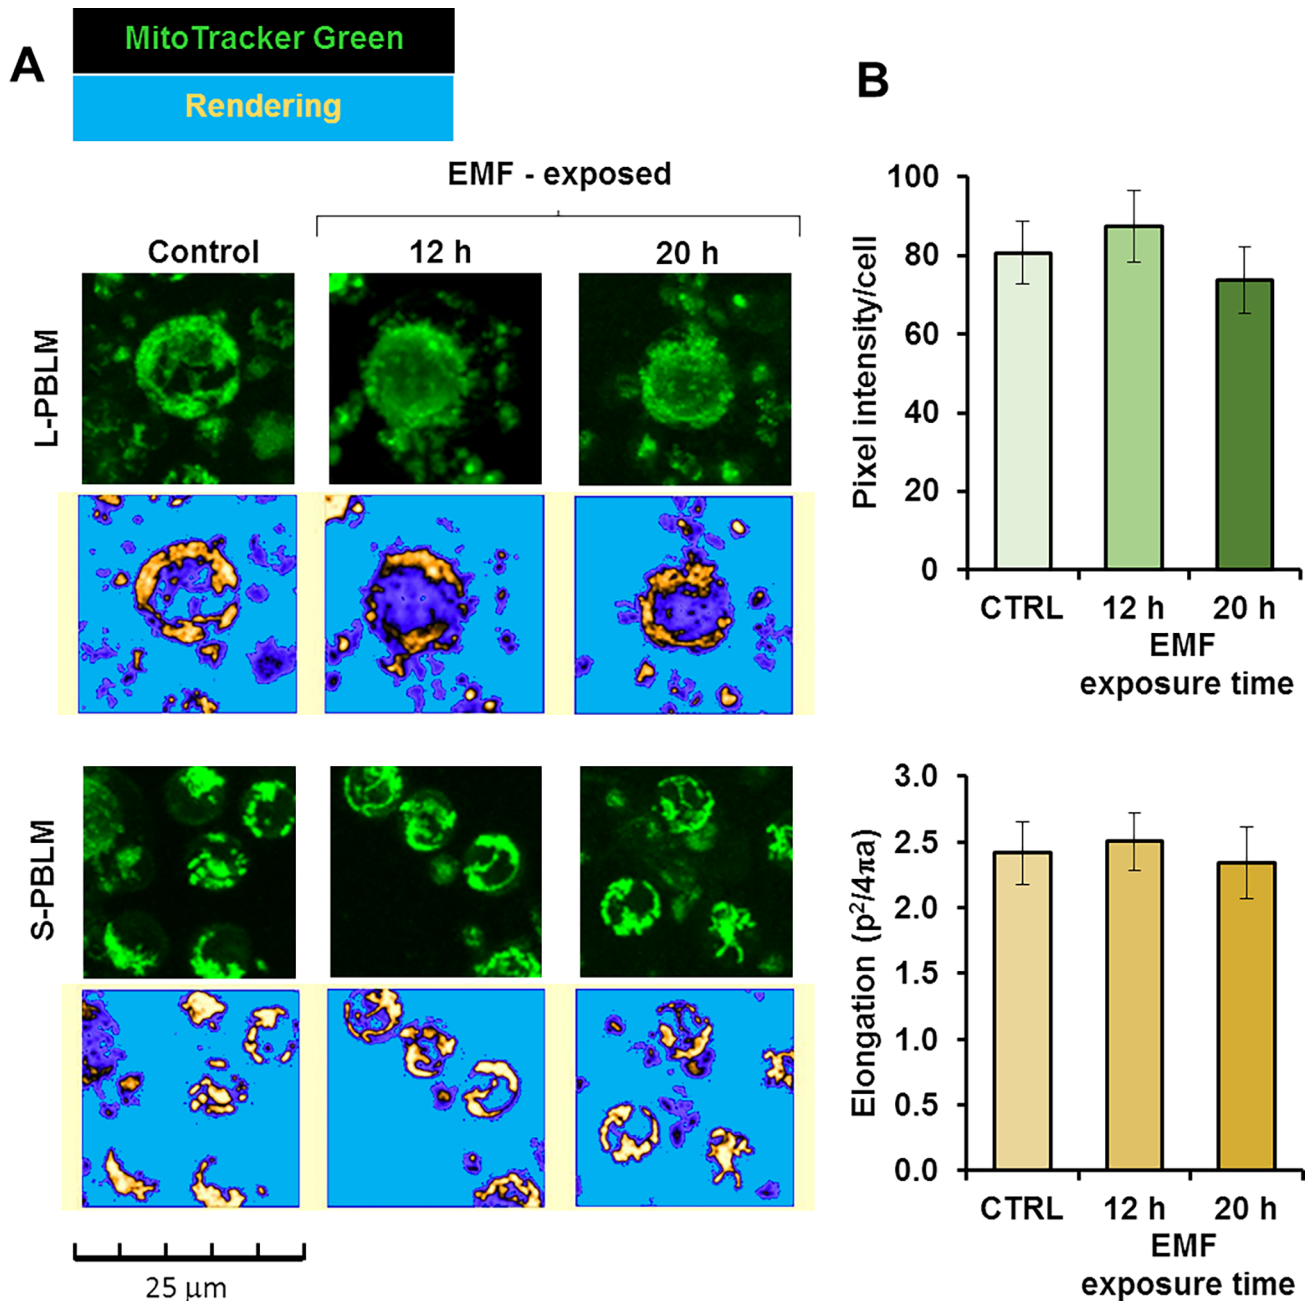 A
MitoTracker Green
Rendering
EMF - exposed
Control
12 h
20 h
L-PBLM
S-PBLM
25 μm
B
Pixel intensity/cell
100
80
60
40
20
0
CTRL
12 h
20 h
EMF
exposure time
Elongation (p²/4πa)
3.0
2.5
2.0
1.5
1.0
0.5
0.0
CTRL
12 h
20 h
EMF
exposure time